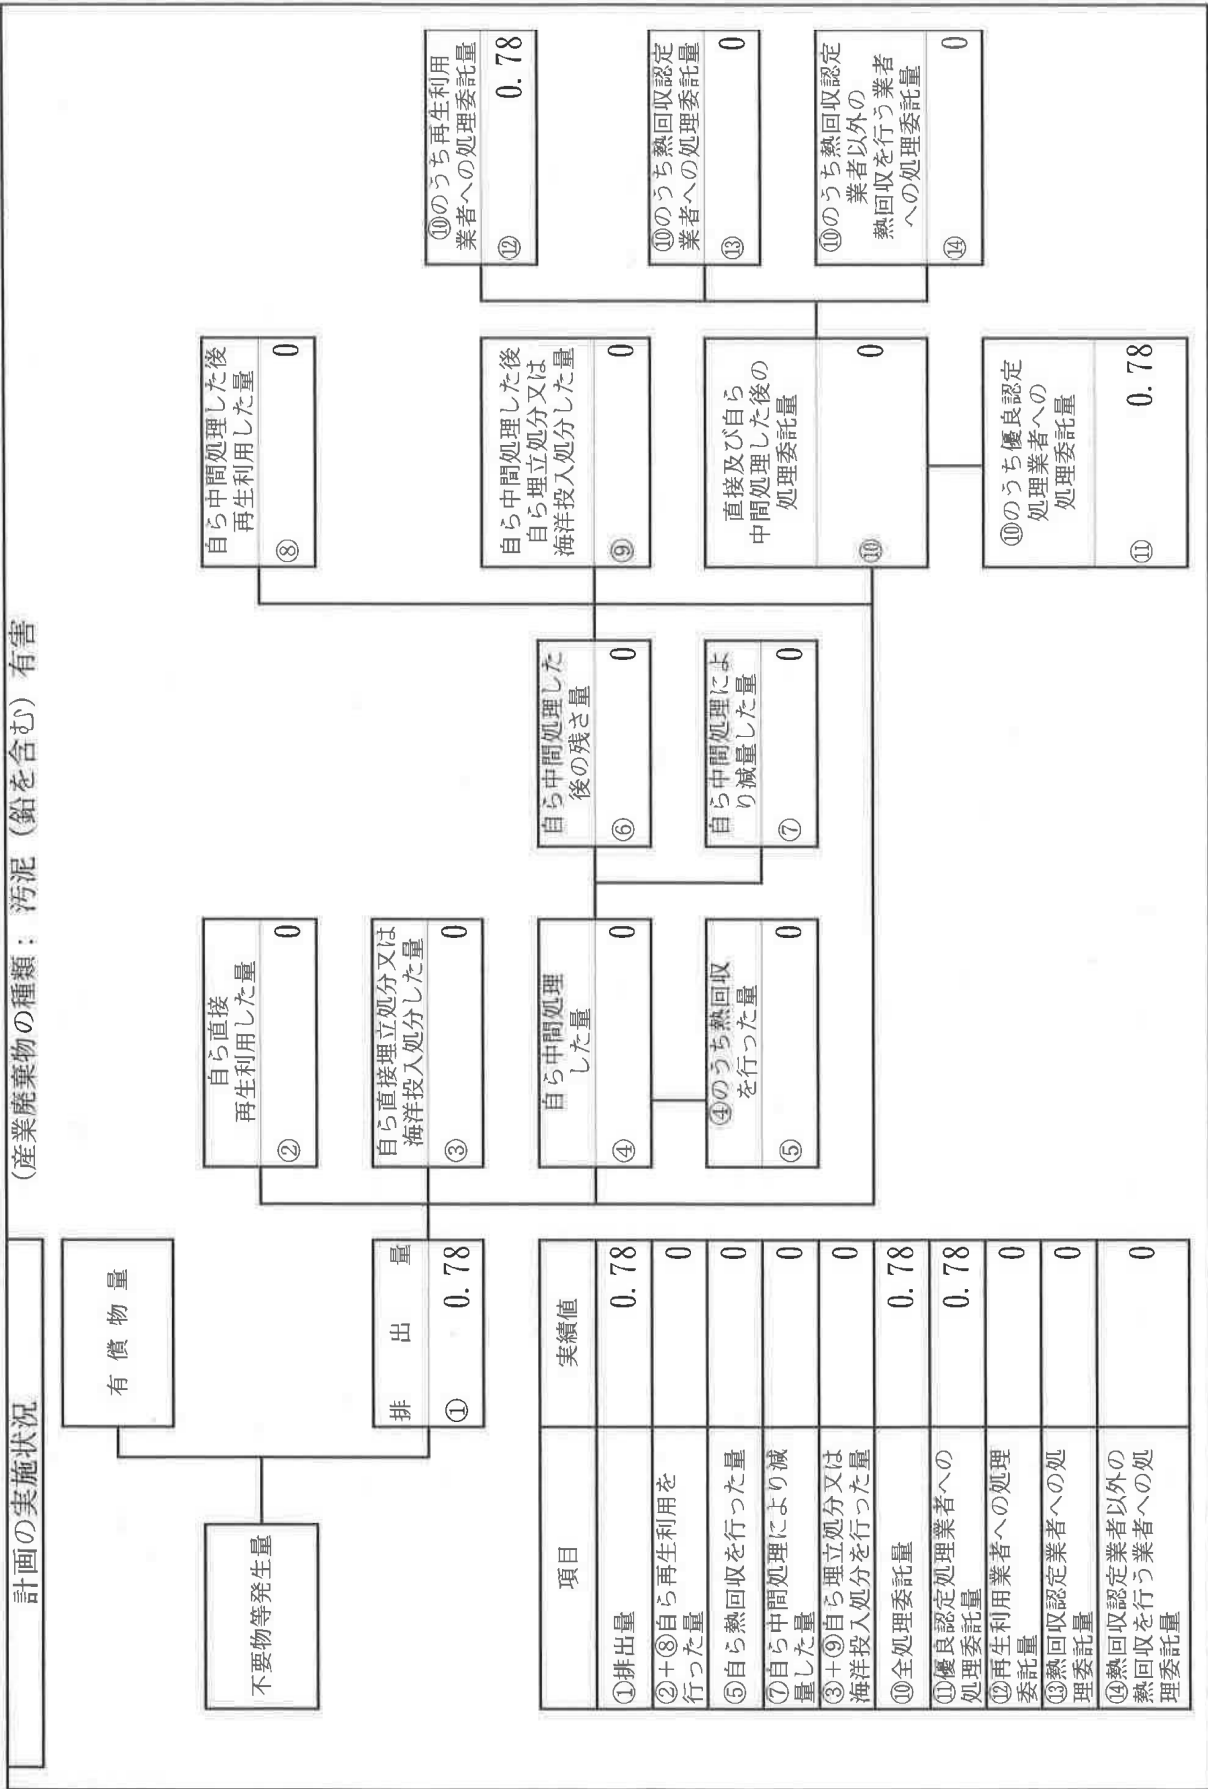 計画の実施状況
(産業廃棄物の種類： 汚泥（鉛を含む）有害
不要物等発生量
有償物量
排出量
① 0.78
自ら直接
再生利用した量
② 0
自ら直接埋立処分又は
海洋投入処分した量
③ 0
自ら中間処理
した量
④ 0
④のうち熱回収
を行った量
⑤ 0
自ら中間処理した
後の残さ量
⑥ 0
自ら中間処理によ
り減量した量
⑦ 0
自ら中間処理した後
再生利用した量
⑧ 0
自ら中間処理した後
自ら埋立処分又は
海洋投入処分した量
⑨ 0
直接及び自ら
中間処理した後の
処理委託量
⑩ 0
⑩のうち優良認定
処理業者への
処理委託量
⑪ 0.78
⑩のうち再生利用
業者への処理委託量
⑫ 0.78
⑩のうち熱回収認定
業者への処理委託量
⑬ 0
⑩のうち熱回収認定
業者以外の
熱回収を行う業者
への処理委託量
⑭ 0
項目 実績値
①排出量 0.78
②+⑧自ら再生利用を
行った量 0
⑤自ら熱回収を行った量 0
⑦自ら中間処理により減
量した量 0
③+⑨自ら埋立処分又は
海洋投入処分を行った量 0
⑩全処理委託量 0.78
⑪優良認定処理業者への
処理委託量 0.78
⑫再生利用業者への処理
委託量 0
⑬熱回収認定業者への処
理委託量 0
⑭熱回収認定業者以外の
熱回収を行う業者への処
理委託量 0